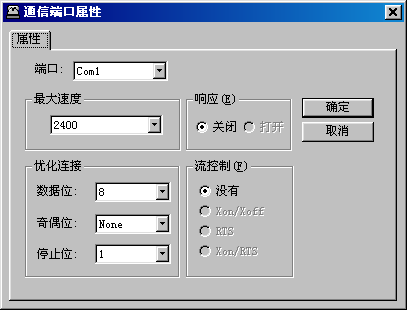 通信端口属性
属性
端口: Com1
最大速度
2400
响应(E)
关闭 打开
确定
取消
优化连接
数据位: 8
奇偶位: None
停止位: 1
流控制(F)
没有
Xon/Xoff
RTS
Xon/RTS